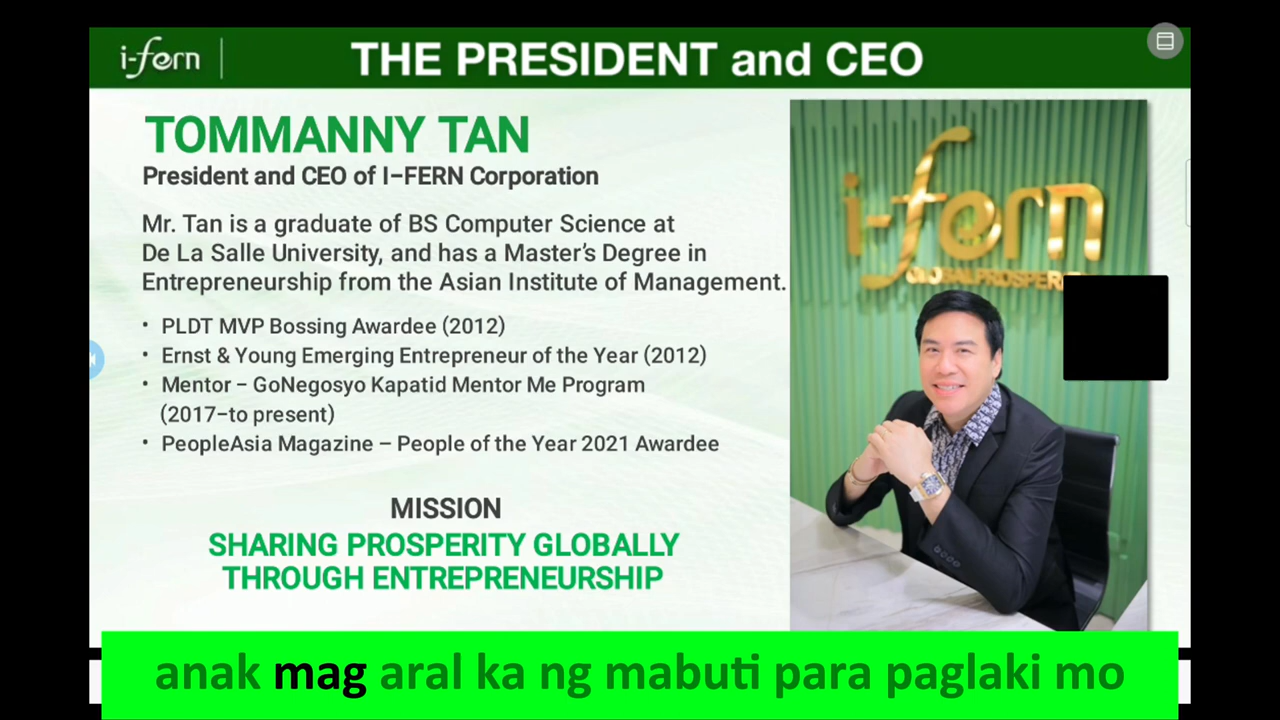 i-fern
THE PRESIDENT and CEO
TOMMANNY TAN
President and CEO of I-FERN Corporation
Mr. Tan is a graduate of BS Computer Science at
De La Salle University, and has a Master's Degree in
Entrepreneurship from the Asian Institute of Management.
• PLDT MVP Bossing Awardee (2012)
• Ernst & Young Emerging Entrepreneur of the Year (2012)
• Mentor – GoNegosyo Kapatid Mentor Me Program
(2017-to present)
• PeopleAsia Magazine – People of the Year 2021 Awardee
MISSION
SHARING PROSPERITY GLOBALLY
THROUGH ENTREPRENEURSHIP
i-fern
GLOBAL
anak mag aral ka ng mabuti para paglaki mo